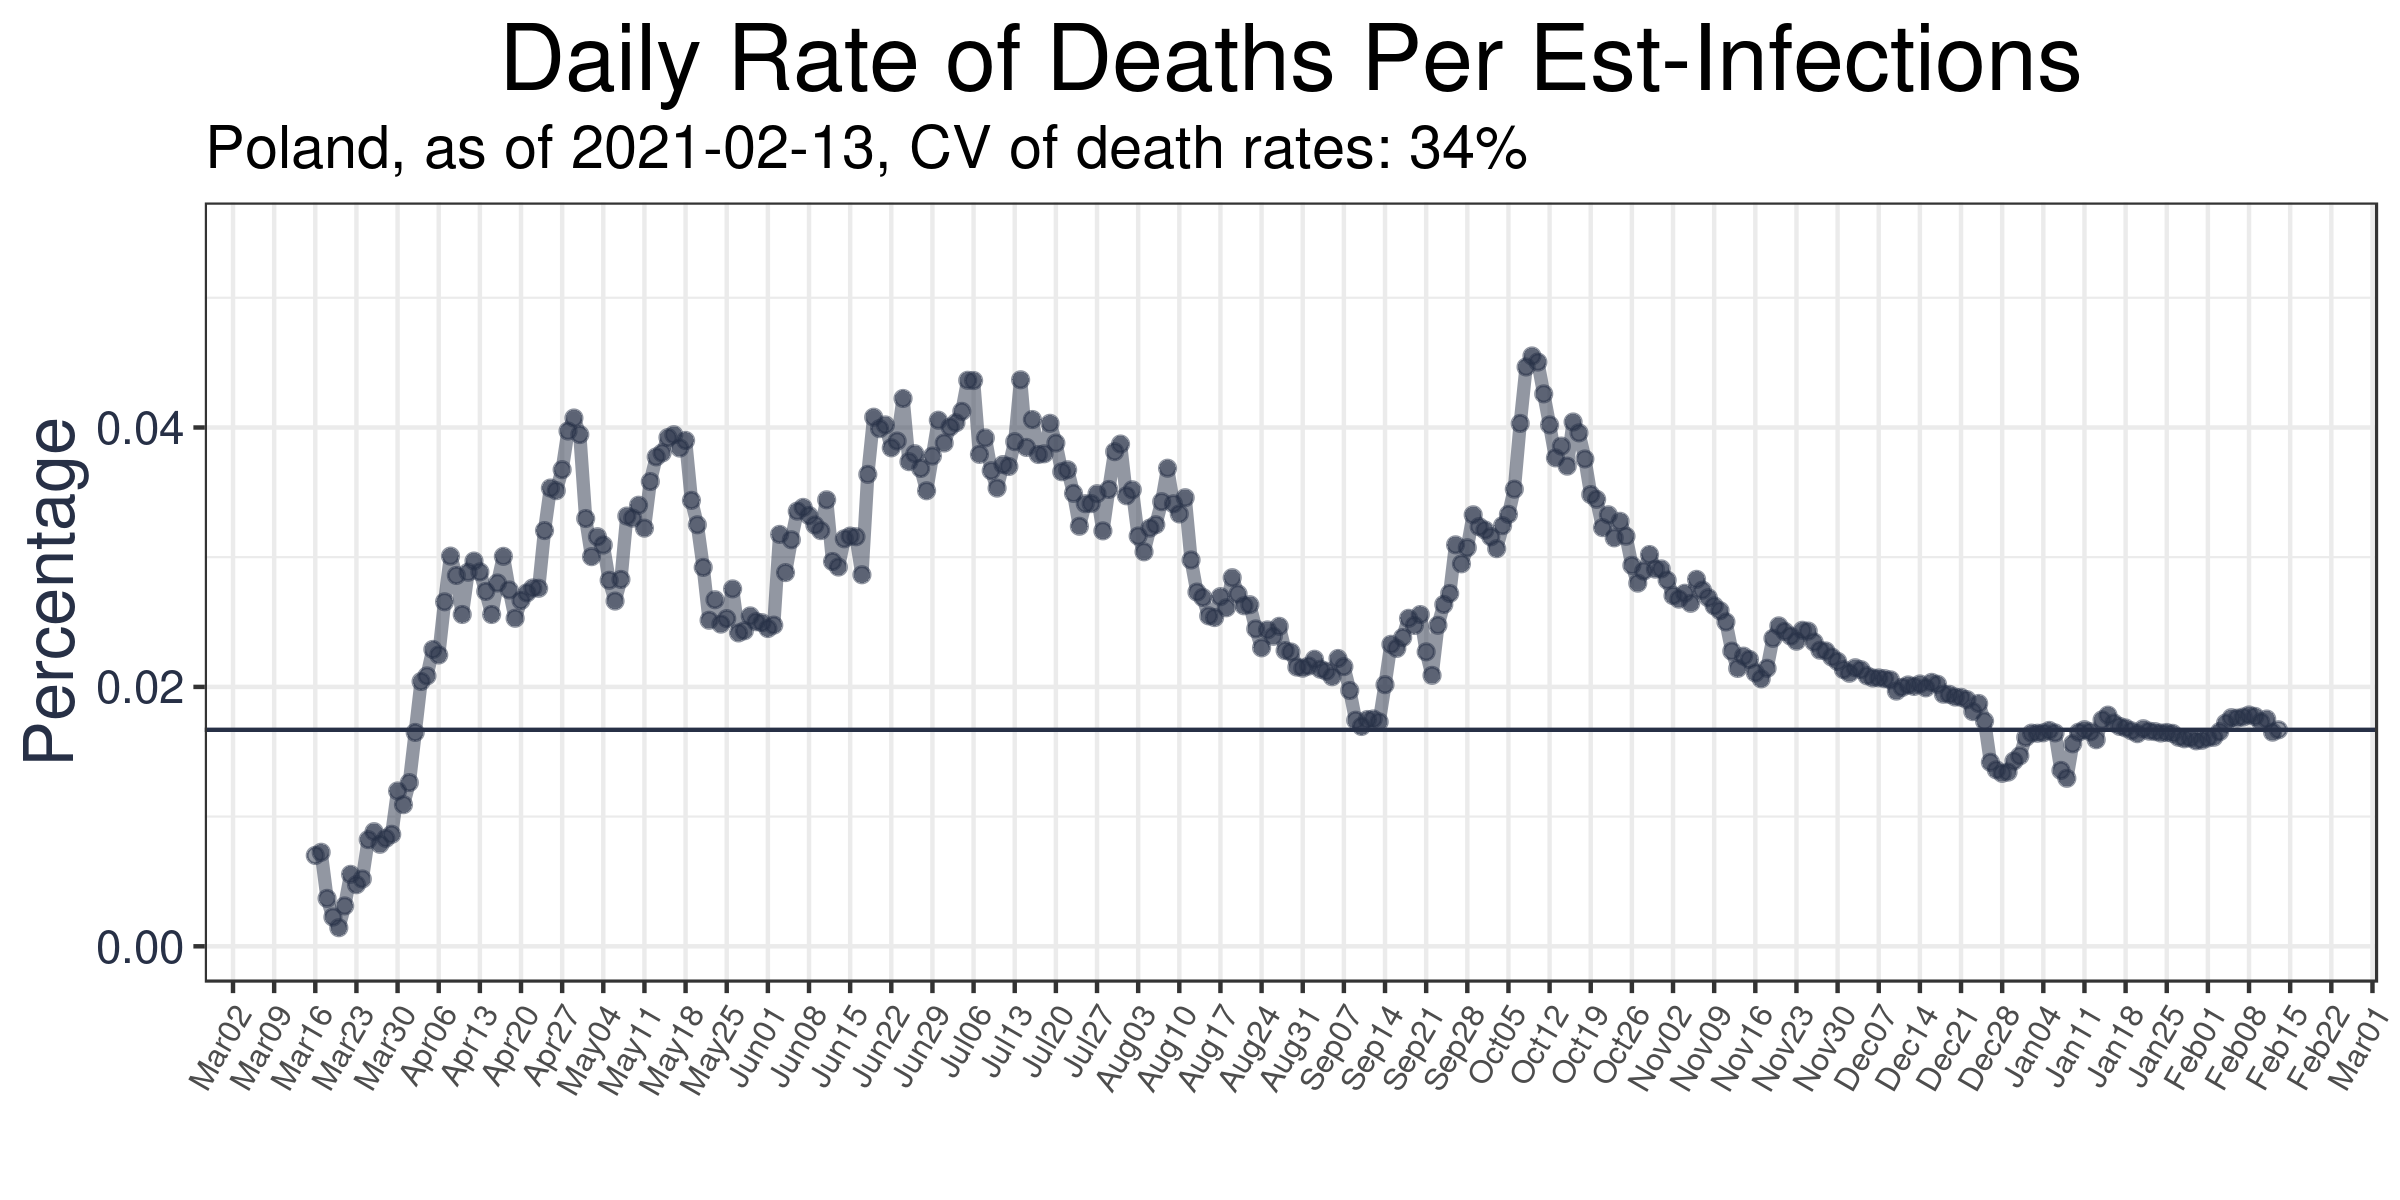 Daily Rate of Deaths Per Est-Infections
Poland, as of 2021-02-13, CV of death rates: 34%
Percentage
0.04
0.02
0.00
Mar02
Mar09
Mar16
Mar23
Mar30
Apr06
Apr13
Apr20
Apr27
May04
May11
May18
May25
Jun01
Jun08
Jun15
Jun22
Jun29
Jul06
Jul13
Jul20
Jul27
Aug03
Aug10
Aug17
Aug24
Aug31
Sep07
Sep14
Sep21
Sep28
Oct05
Oct12
Oct19
Oct26
Nov02
Nov09
Nov16
Nov23
Nov30
Dec07
Dec14
Dec21
Dec28
Jan04
Jan11
Jan18
Jan25
Feb01
Feb08
Feb15
Feb22
Mar01